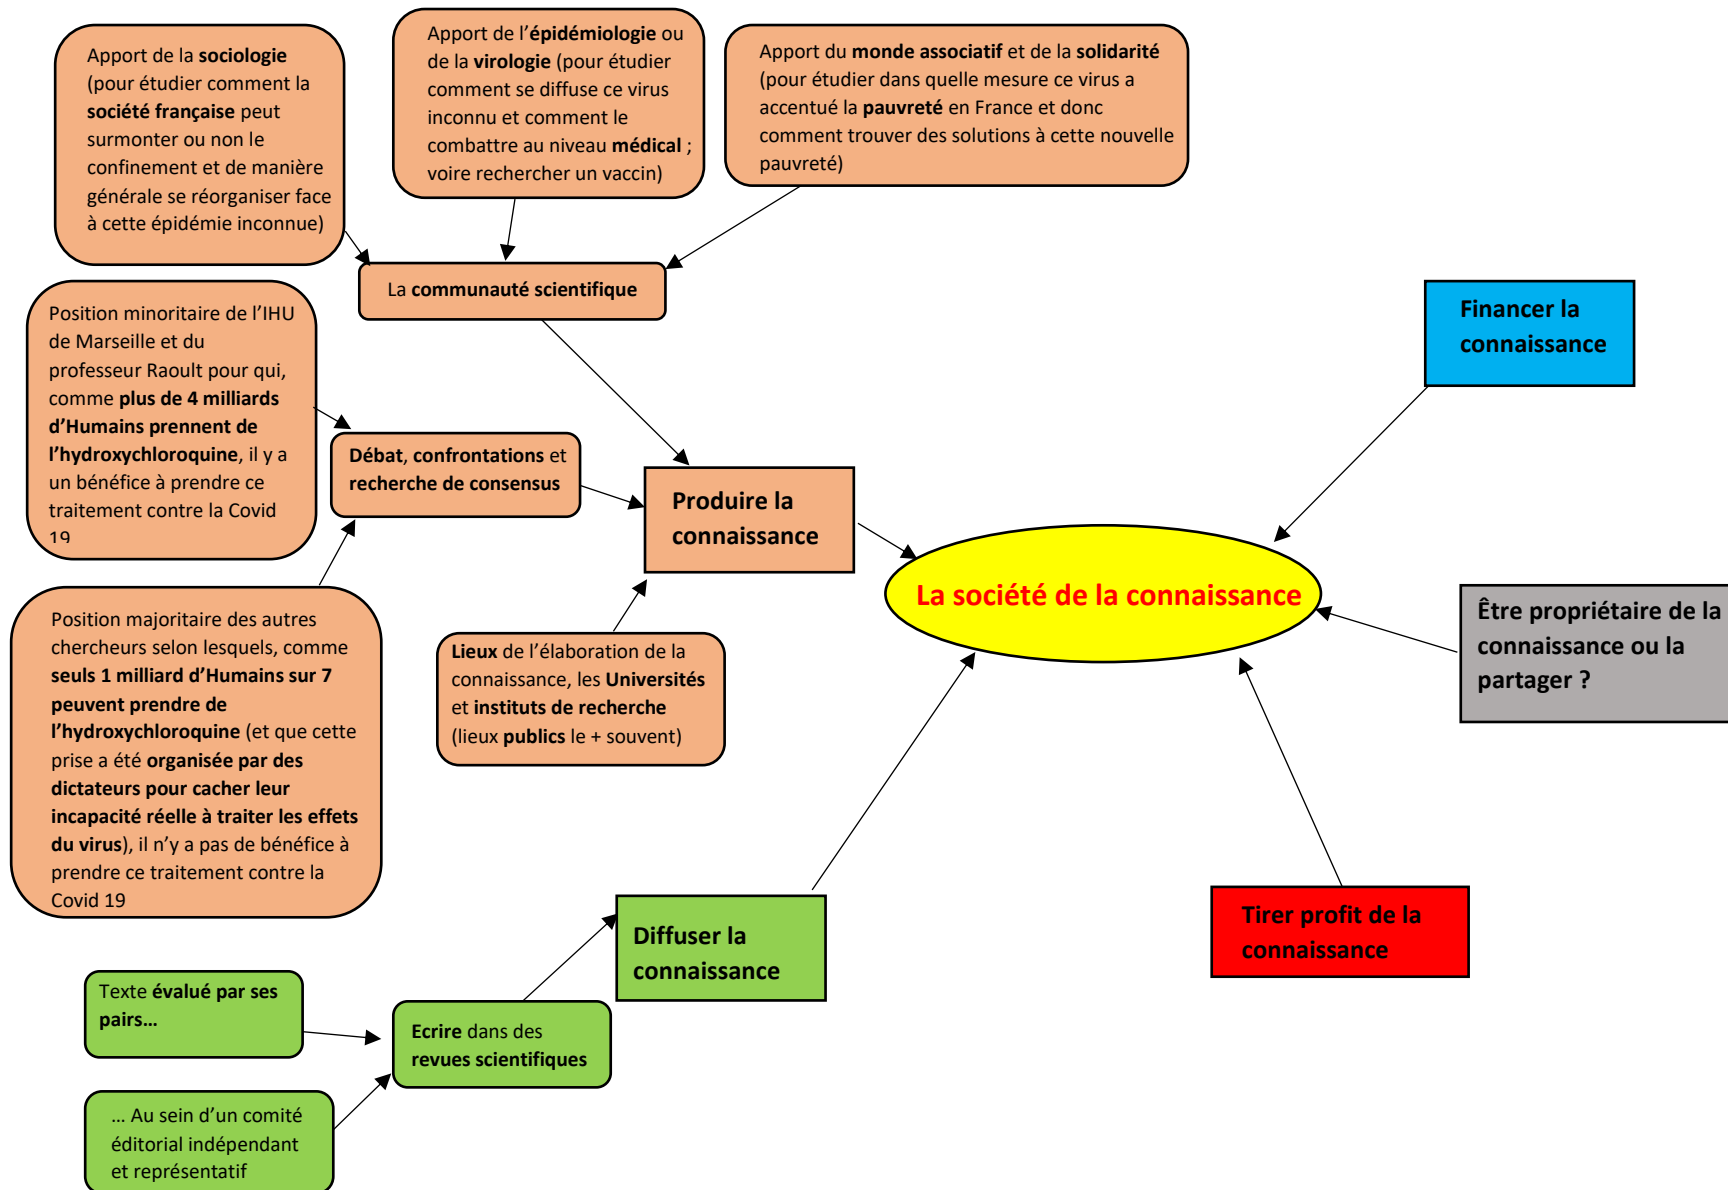 Apport de la sociologie
(pour étudier comment la
société française peut
surmonter ou non le
confinement et de manière
générale se réorganiser face
à cette épidémie inconnue)
Apport de l’épidémiologie ou
de la virologie (pour étudier
comment se diffuse ce virus
inconnu et comment le
combattre au niveau médical ;
voire rechercher un vaccin)
Apport du monde associatif et de la solidarité
(pour étudier dans quelle mesure ce virus a
accentué la pauvreté en France et donc
comment trouver des solutions à cette nouvelle
pauvreté)
La communauté scientifique
Position minoritaire de l’IHU
de Marseille et du
professeur Raoult pour qui,
comme plus de 4 milliards
d’Humains prennent de
l’hydroxychloroquine, il y a
un bénéfice à prendre ce
traitement contre la Covid
19
Débat, confrontations et
recherche de consensus
Produire la
connaissance
Financer la
connaissance
La société de la connaissance
Être propriétaire de la
connaissance ou la
partager ?
Position majoritaire des autres
chercheurs selon lesquels, comme
seuls 1 milliard d’Humains sur 7
peuvent prendre de
l’hydroxychloroquine (et que cette
prise a été organisée par des
dictateurs pour cacher leur
incapacité réelle à traiter les effets
du virus), il n’y a pas de bénéfice à
prendre ce traitement contre la
Covid 19
Lieux de l’élaboration de la
connaissance, les Universités
et instituts de recherche
(lieux publics le + souvent)
Diffuser la
connaissance
Tirer profit de la
connaissance
Texte évalué par ses
pairs…
Ecrire dans des
revues scientifiques
… Au sein d’un comité
éditorial indépendant
et représentatif